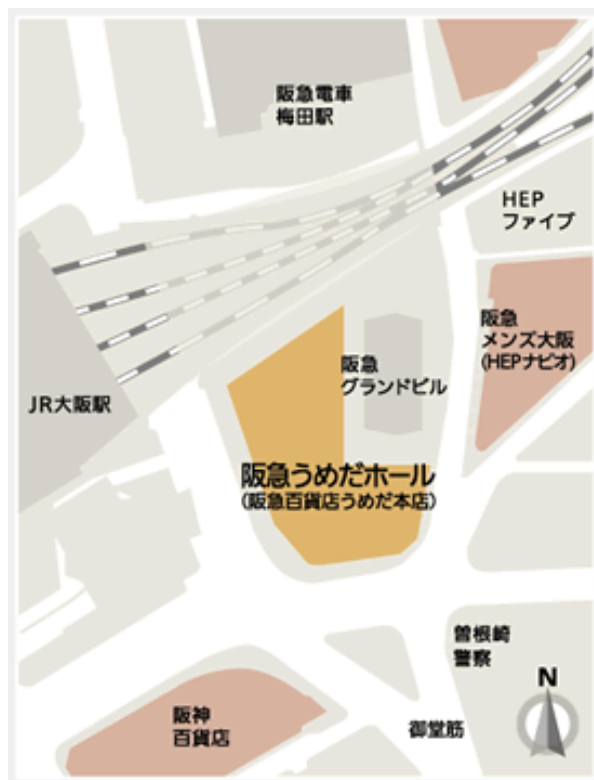 阪急電車
梅田駅
HEP
ファイブ
阪急
メンズ大阪
(HEPナビオ)
阪急
グランドビル
JR大阪駅
阪急うめだホール
(阪急百貨店うめだ本店)
曽根崎
警察
N
阪神
百貨店
御堂筋